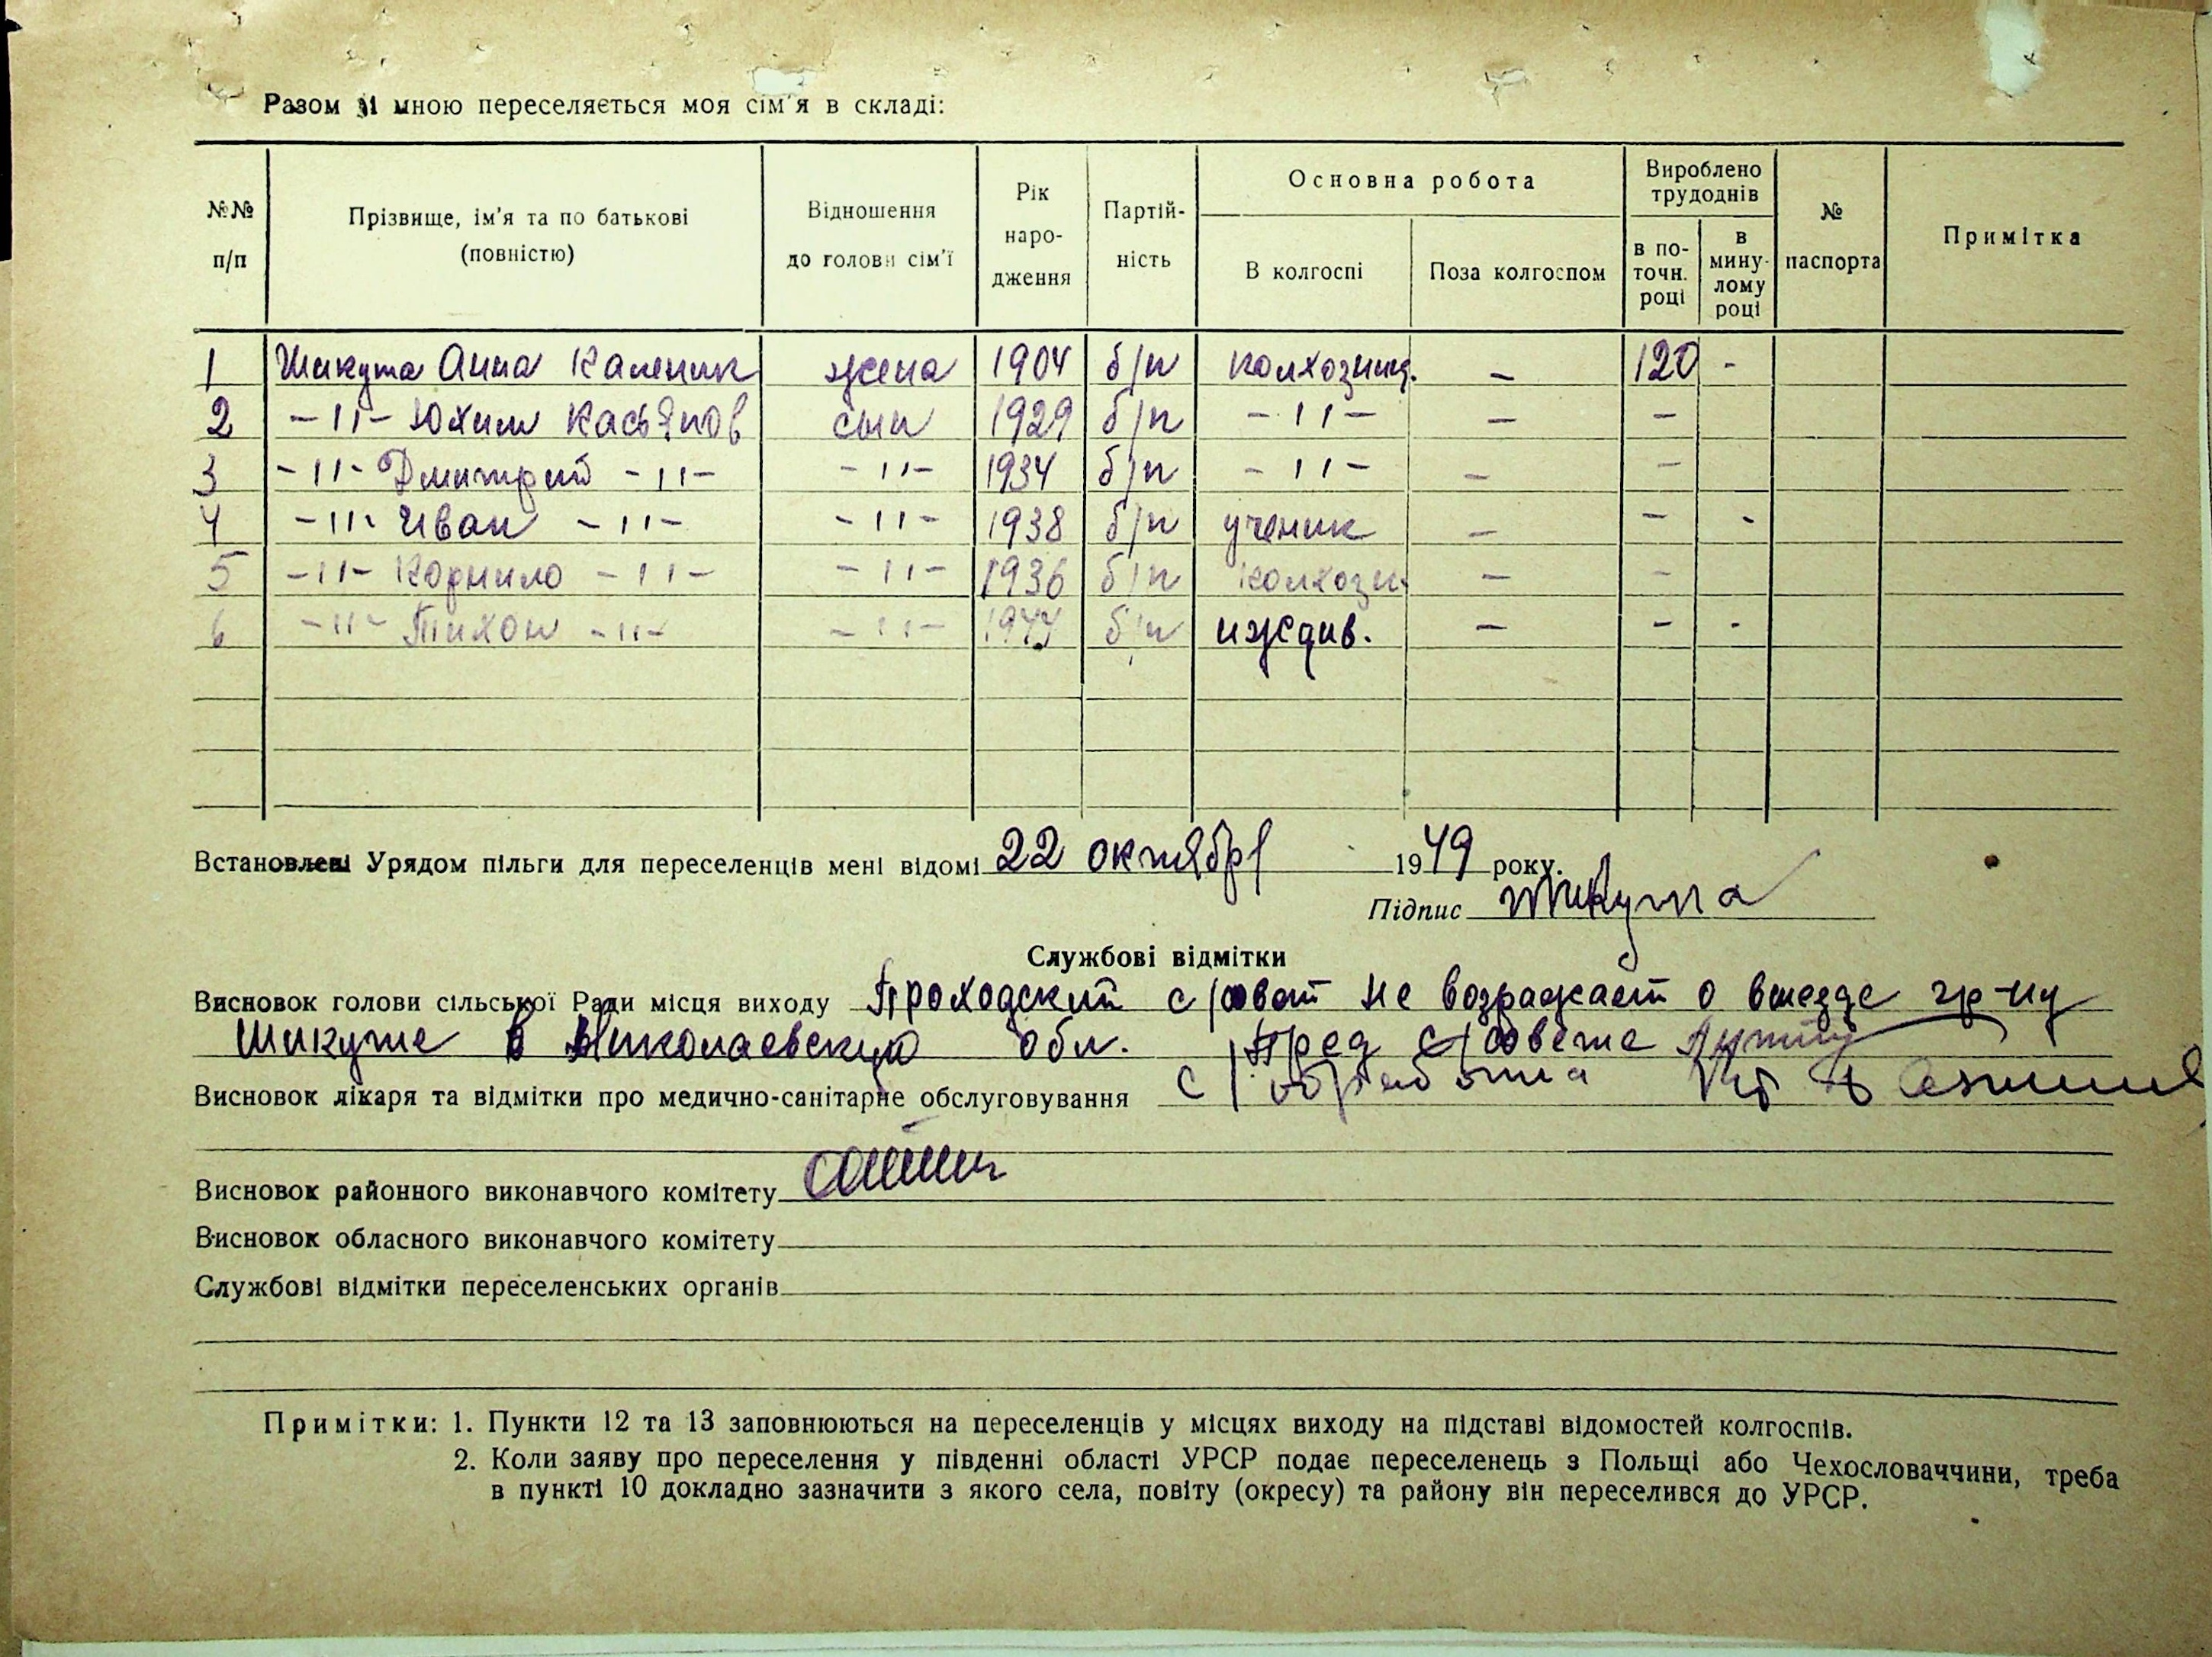 Разом зі мною переселяється моя сім'я в складі:
№№ п/п
Прізвище, ім'я та по батькові (повністю)
Відношення до голови сім'ї
Рік народження
Партійність
Основна робота
В колгоспі
Поза колгоспом
Вироблено трудоднів
в поточн. році
в минулому році
№ паспорта
Примітка
1 Шикута Анна Каленик жена 1904 б/п колхозниц. – 120 -
2 -"- Юхим Касьянов сын 1929 б/п -"- – –
3 -"- Дмитрий -"- -"- 1934 б/п -"- – –
4 -"- Иван -"- -"- 1938 б/п ученик – – -
5 -"- Корнило -"- -"- 1936 б/п колхозн. – –
6 -"- Тихон -"- -"- 1944 б/п иждив. – – -
Встановлені Урядом пільги для переселенців мені відомі 22 октября 1949 року.
Підпис Шикута
Службові відмітки
Висновок голови сільської Ради місця виходу Проходский с/совет не возражает о выезде гр-ну
Шикуте в Николаевскую обл. Пред с/совета
Висновок лікаря та відмітки про медично-санітарне обслуговування
Висновок районного виконавчого комітету
Висновок обласного виконавчого комітету
Службові відмітки переселенських органів
Примітки: 1. Пункти 12 та 13 заповнюються на переселенців у місцях виходу на підставі відомостей колгоспів.
2. Коли заяву про переселення у південні області УРСР подає переселенець з Польщі або Чехословаччини, треба
в пункті 10 докладно зазначити з якого села, повіту (окресу) та району він переселився до УРСР.